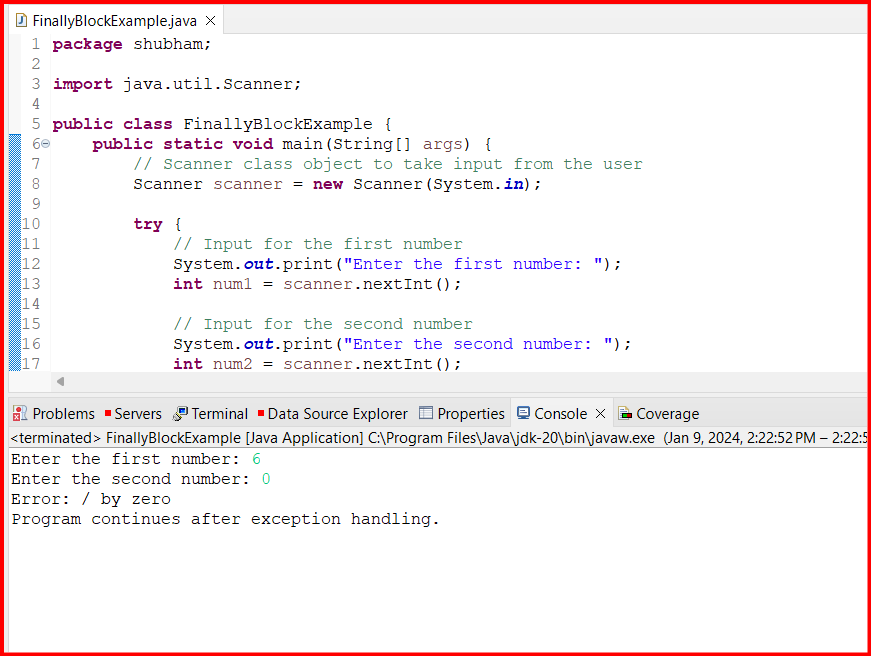 FinallyBlockExample.java
1 package shubham;
2
3 import java.util.Scanner;
4
5 public class FinallyBlockExample {
6 public static void main(String[] args) {
7 // Scanner class object to take input from the user
8 Scanner scanner = new Scanner(System.in);
9
10 try {
11 // Input for the first number
12 System.out.print("Enter the first number: ");
13 int num1 = scanner.nextInt();
14
15 // Input for the second number
16 System.out.print("Enter the second number: ");
17 int num2 = scanner.nextInt();
Problems Servers Terminal Data Source Explorer Properties Console Coverage
<terminated> FinallyBlockExample [Java Application] C:\Program Files\Java\jdk-20\bin\javaw.exe (Jan 9, 2024, 2:22:52 PM – 2:22:5
Enter the first number: 6
Enter the second number: 0
Error: / by zero
Program continues after exception handling.